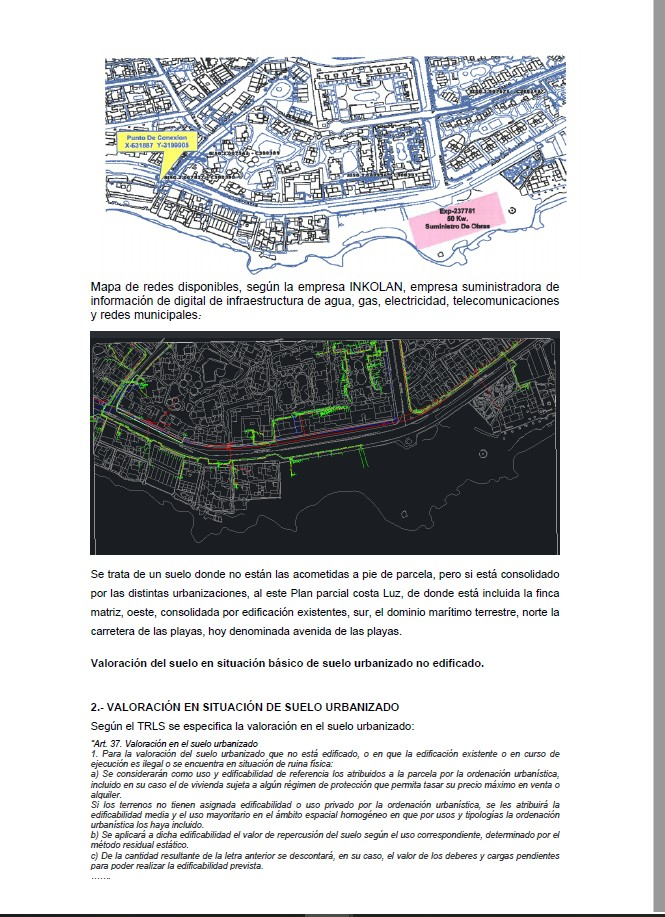 Punto De Conexion
X-631887 Y-3199005
Exp-237781
50 Kw.
Suministro De Obras
Mapa de redes disponibles, según la empresa INKOLAN, empresa suministradora de
información de digital de infraestructura de agua, gas, electricidad, telecomunicaciones
y redes municipales.
Se trata de un suelo donde no están las acometidas a pie de parcela, pero si está consolidado
por las distintas urbanizaciones, al este Plan parcial costa Luz, de donde está incluida la finca
matriz, oeste, consolidada por edificación existentes, sur, el dominio marítimo terrestre, norte la
carretera de las playas, hoy denominada avenida de las playas.
Valoración del suelo en situación básico de suelo urbanizado no edificado.
2.- VALORACIÓN EN SITUACIÓN DE SUELO URBANIZADO
Según el TRLS se especifica la valoración en el suelo urbanizado:
"Art. 37. Valoración en el suelo urbanizado
1. Para la valoración del suelo urbanizado que no está edificado, o en que la edificación existente o en curso de
ejecución es ilegal o se encuentra en situación de ruina física:
a) Se considerarán como uso y edificabilidad de referencia los atribuidos a la parcela por la ordenación urbanística,
incluido en su caso el de vivienda sujeta a algún régimen de protección que permita tasar su precio máximo en venta o
alquiler.
Si los terrenos no tienen asignada edificabilidad o uso privado por la ordenación urbanística, se les atribuirá la
edificabilidad media y el uso mayoritario en el ámbito espacial homogéneo en que por usos y tipologías la ordenación
urbanística los haya incluido.
b) Se aplicará a dicha edificabilidad el valor de repercusión del suelo según el uso correspondiente, determinado por el
método residual estático.
c) De la cantidad resultante de la letra anterior se descontará, en su caso, el valor de los deberes y cargas pendientes
para poder realizar la edificabilidad prevista.
.......